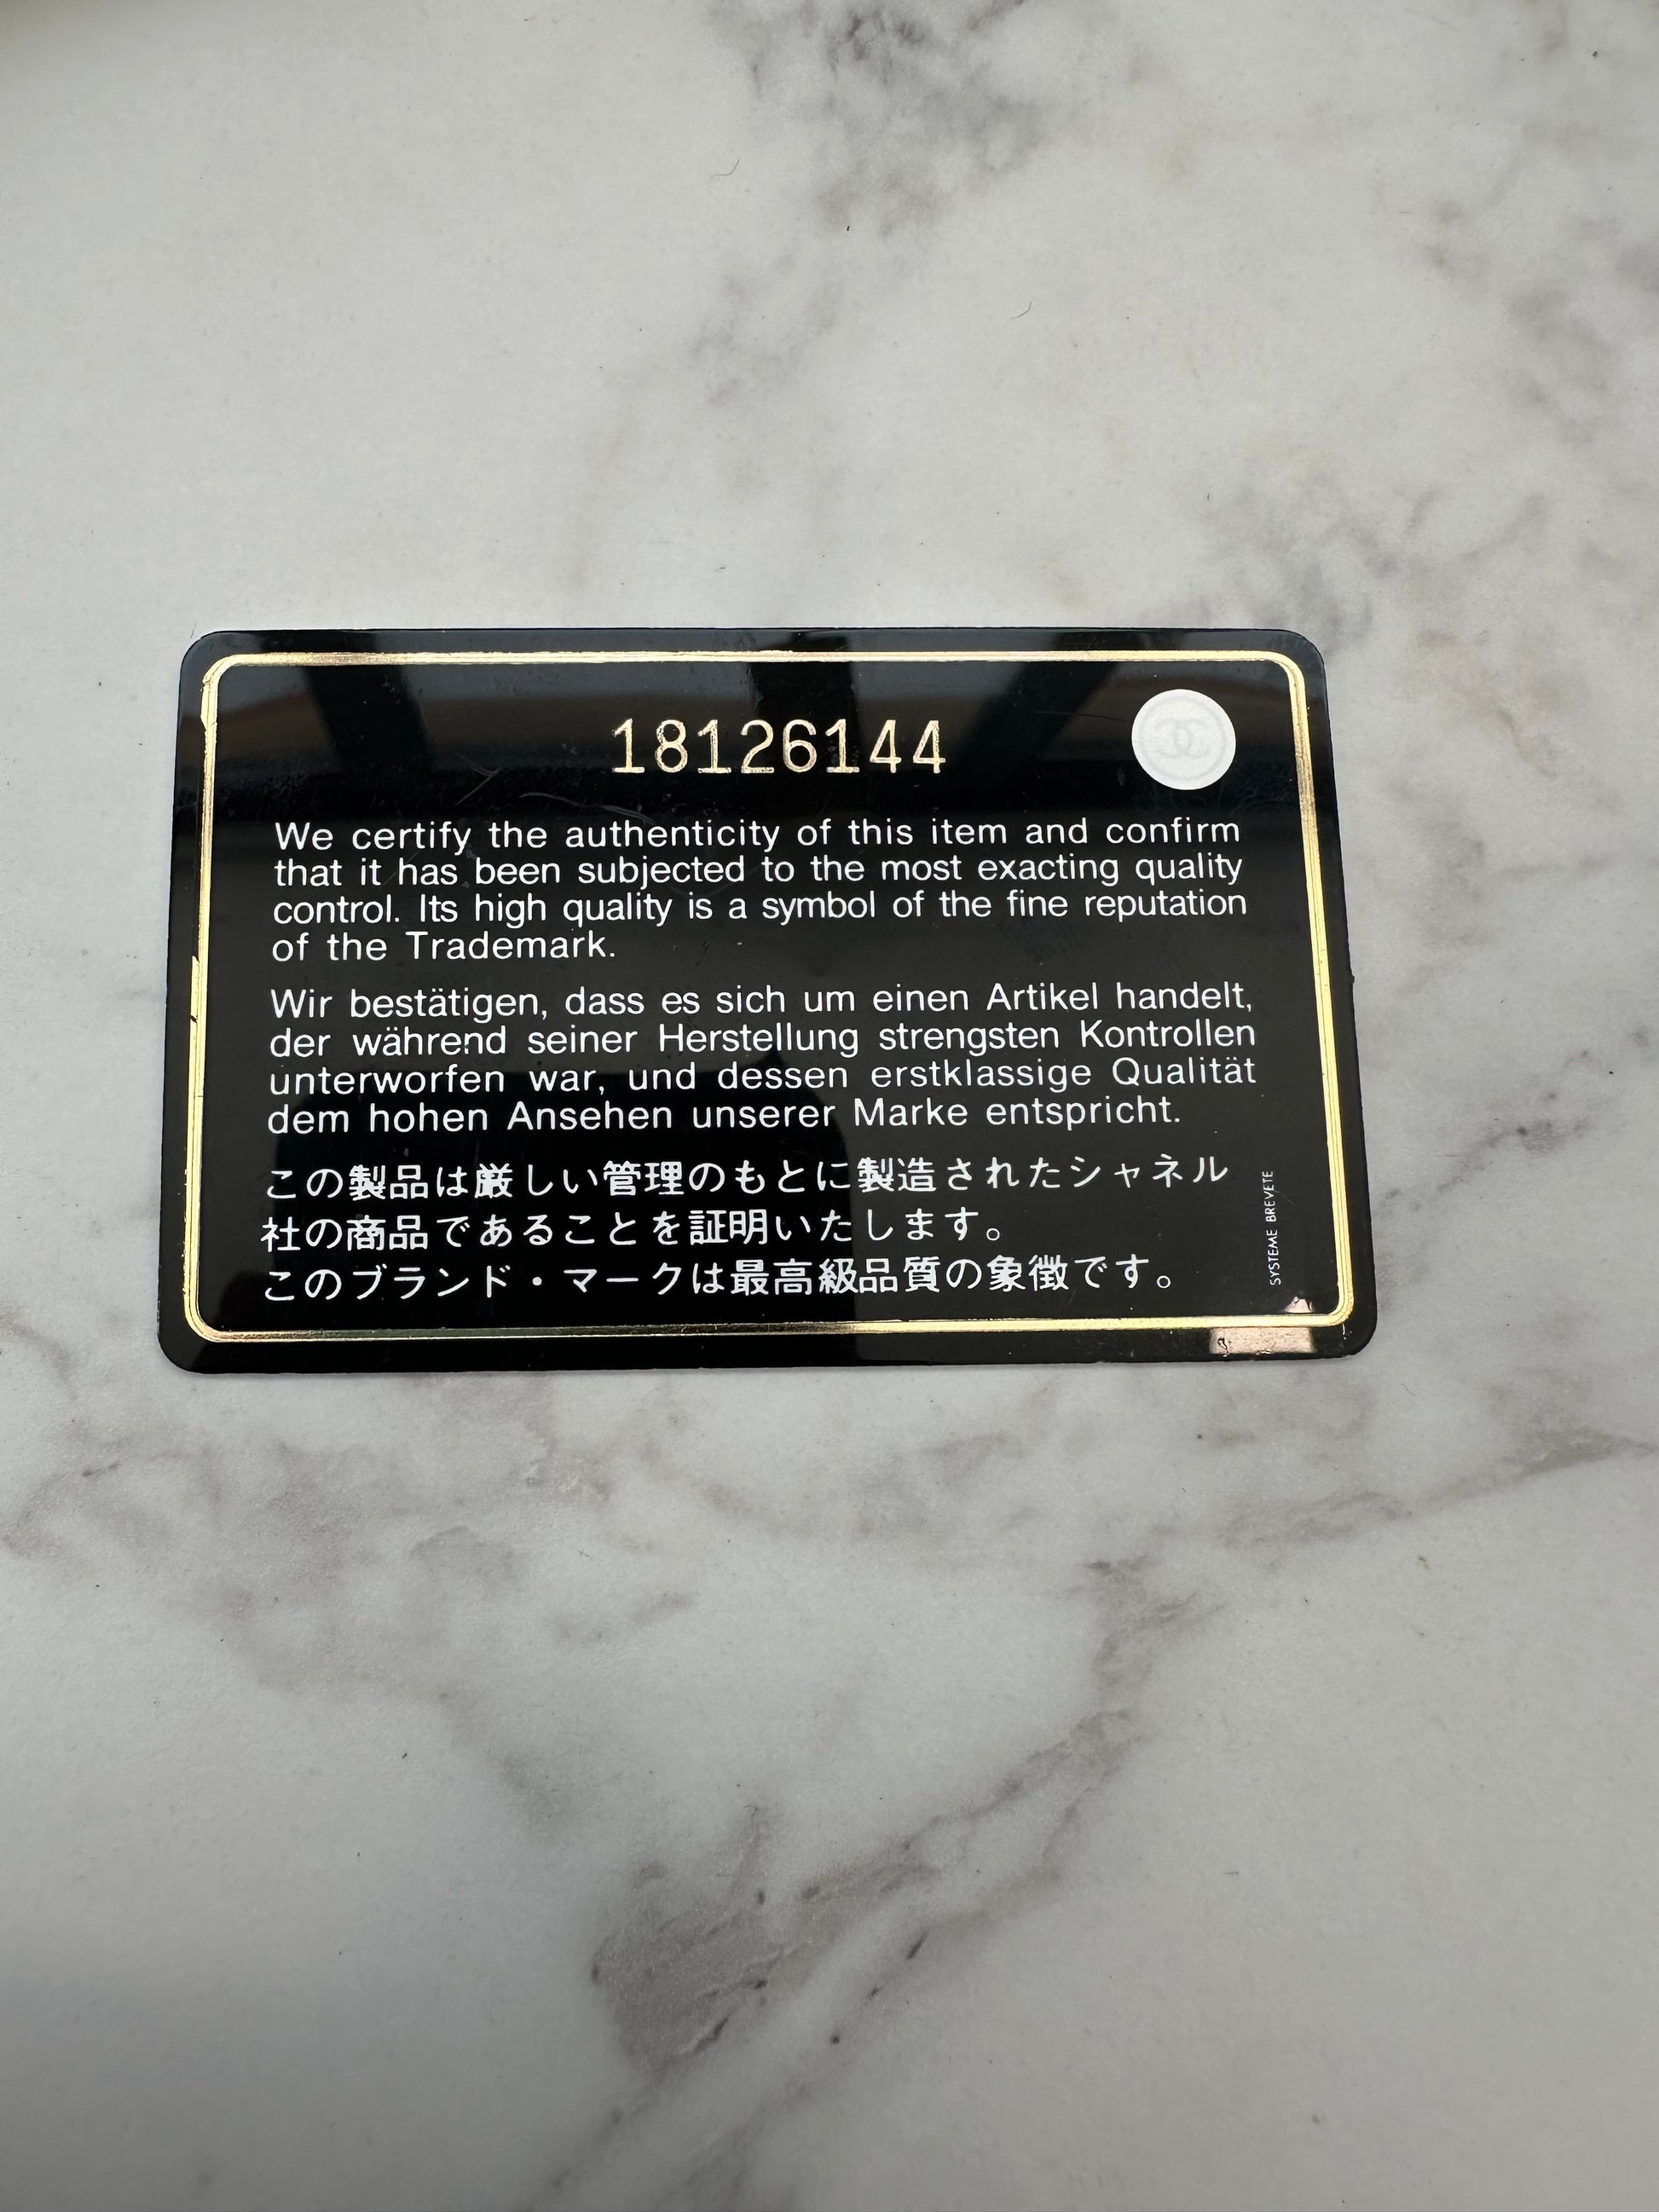 18126144
We certify the authenticity of this item and confirm
that it has been subjected to the most exacting quality
control. Its high quality is a symbol of the fine reputation
of the Trademark.
Wir bestätigen, dass es sich um einen Artikel handelt,
der während seiner Herstellung strengsten Kontrollen
unterworfen war, und dessen erstklassige Qualität
dem hohen Ansehen unserer Marke entspricht.
この製品は厳しい管理のもとに製造されたシャネル
社の商品であることを証明いたします。
このブランド・マークは最高級品質の象徴です。
SYSTEME BREVETE